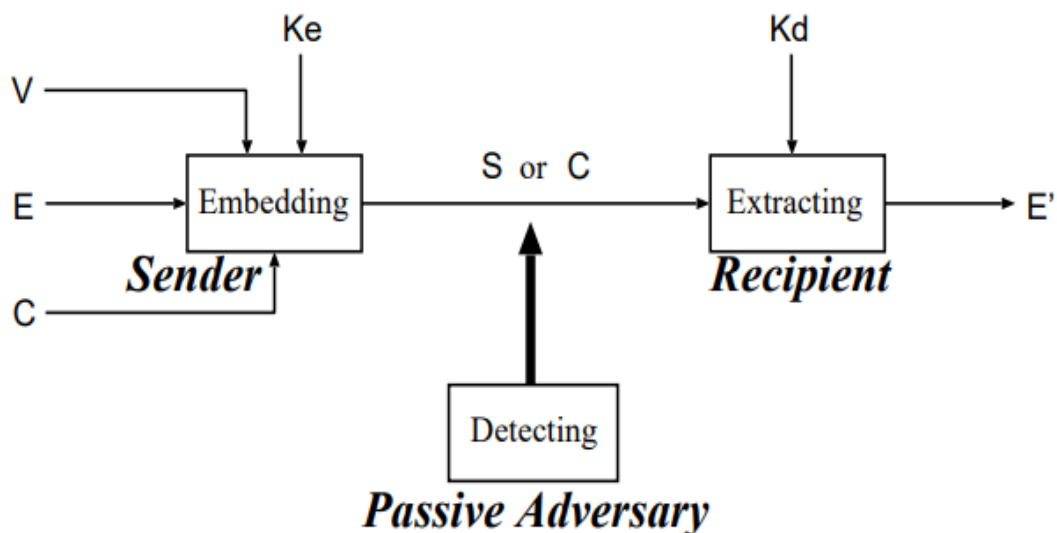 Ke
Kd
V
S or C
E
Embedding
Extracting
E'
Sender
Recipient
C
Detecting
Passive Adversary